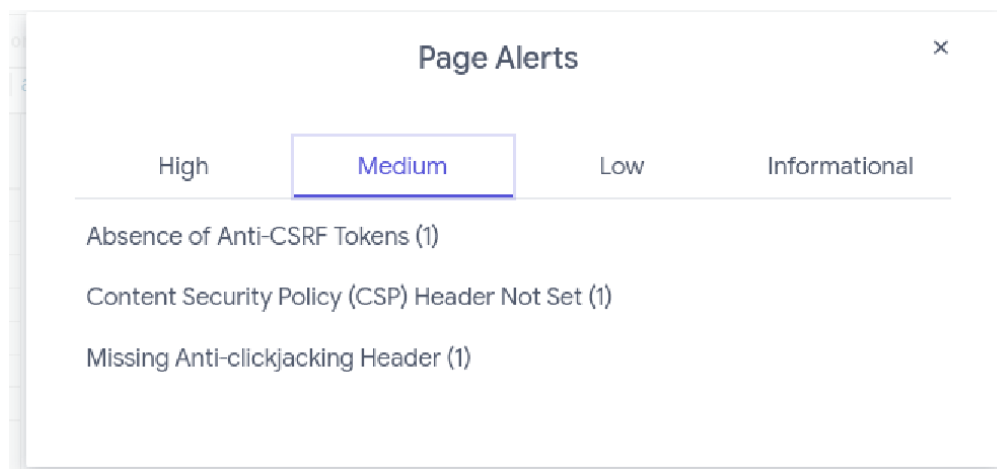 Page Alerts
×
High Medium Low Informational
Absence of Anti-CSRF Tokens (1)
Content Security Policy (CSP) Header Not Set (1)
Missing Anti-clickjacking Header (1)